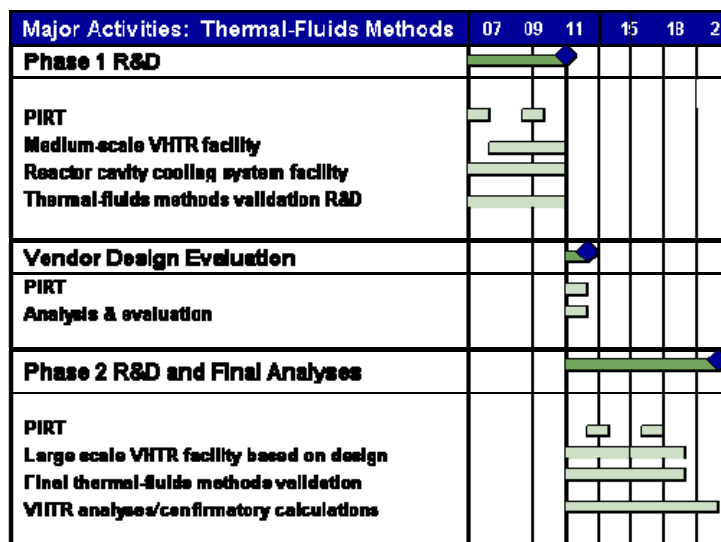 Major Activities: Thermal-Fluids Methods 07 09 11 15 18 2
Phase 1 R&D
PIRT
Medium-scale VHTR facility
Reactor cavity cooling system facility
Thermal-fluids methods validation R&D
Vendor Design Evaluation
PIRT
Analysis & evaluation
Phase 2 R&D and Final Analyses
PIRT
Large scale VHTR facility based on design
Final thermal-fluids methods validation
VHTR analyses/confirmatory calculations